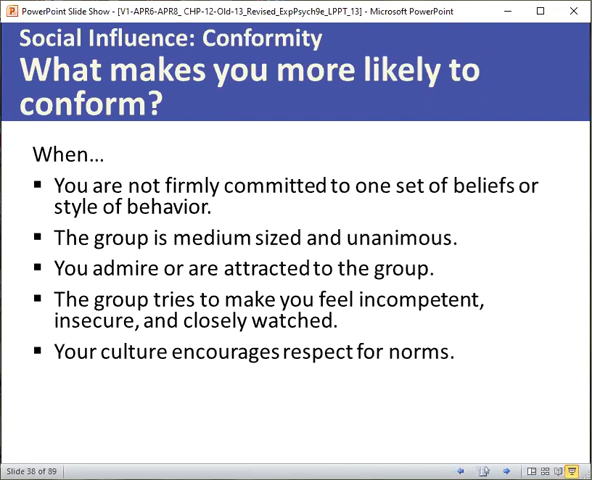 PowerPoint Slide Show - [V1-APR6-APR8_ CHP-12-Old-13_Revised_ExpPsych9e_LPPT_13] - Microsoft PowerPoint
Social Influence: Conformity
What makes you more likely to
conform?
When...
▪ You are not firmly committed to one set of beliefs or
style of behavior.
▪ The group is medium sized and unanimous.
▪ You admire or are attracted to the group.
▪ The group tries to make you feel incompetent,
insecure, and closely watched.
▪ Your culture encourages respect for norms.
Slide 38 of 89